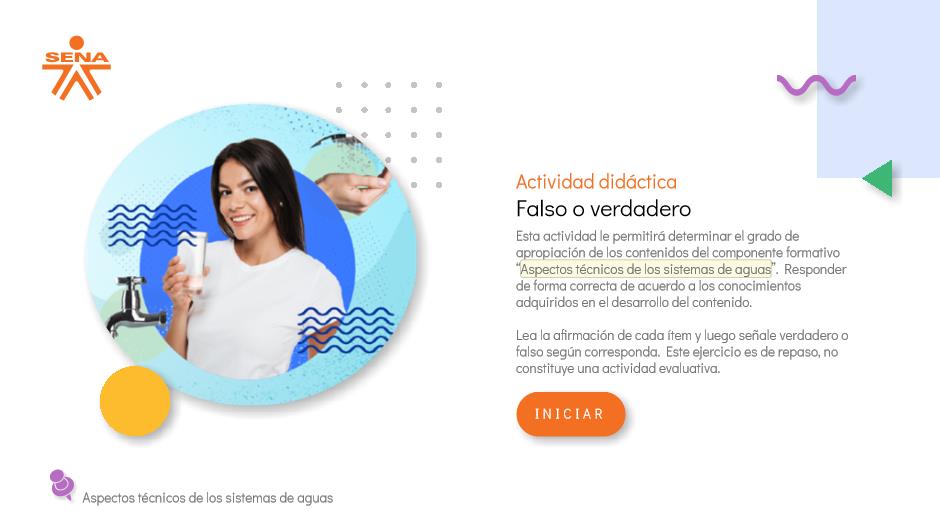 SENA
Actividad didáctica
Falso o verdadero
Esta actividad le permitirá determinar el grado de
apropiación de los contenidos del componente formativo
“Aspectos técnicos de los sistemas de aguas”. Responder
de forma correcta de acuerdo a los conocimientos
adquiridos en el desarrollo del contenido.
Lea la afirmación de cada ítem y luego señale verdadero o
falso según corresponda. Este ejercicio es de repaso, no
constituye una actividad evaluativa.
INICIAR
Aspectos técnicos de los sistemas de aguas